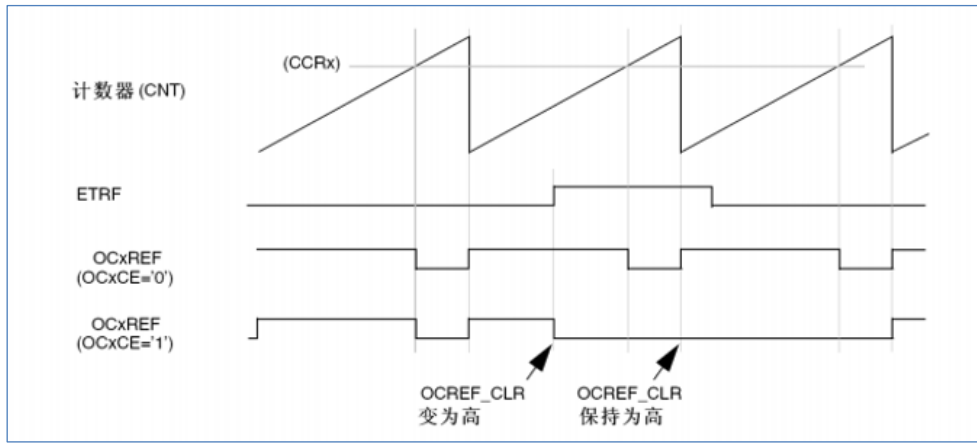 (CCRx)
计数器(CNT)
ETRF
OCxREF
(OCxCE='0')
OCxREF
(OCxCE='1')
OCREF_CLR
变为高
OCREF_CLR
保持为高